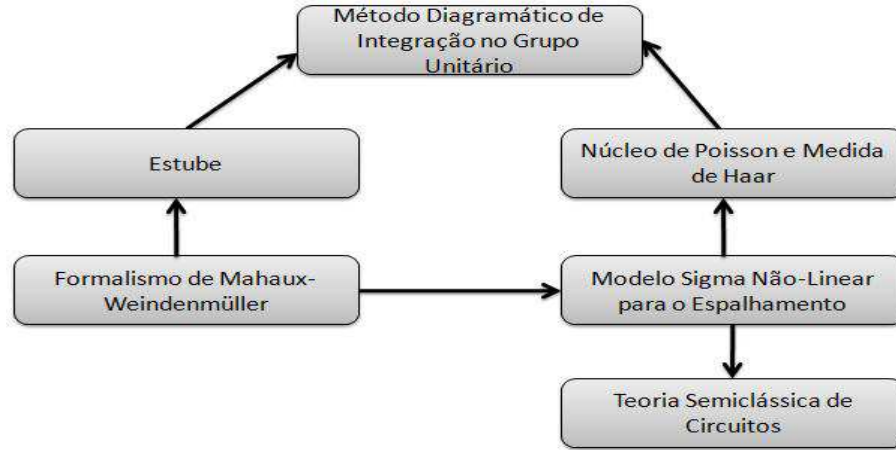 Método Diagramático de
Integração no Grupo
Unitário
Estube
Núcleo de Poisson e Medida
de Haar
Formalismo de Mahaux-
Weindenmüller
Modelo Sigma Não-Linear
para o Espalhamento
Teoria Semiclássica de
Circuitos